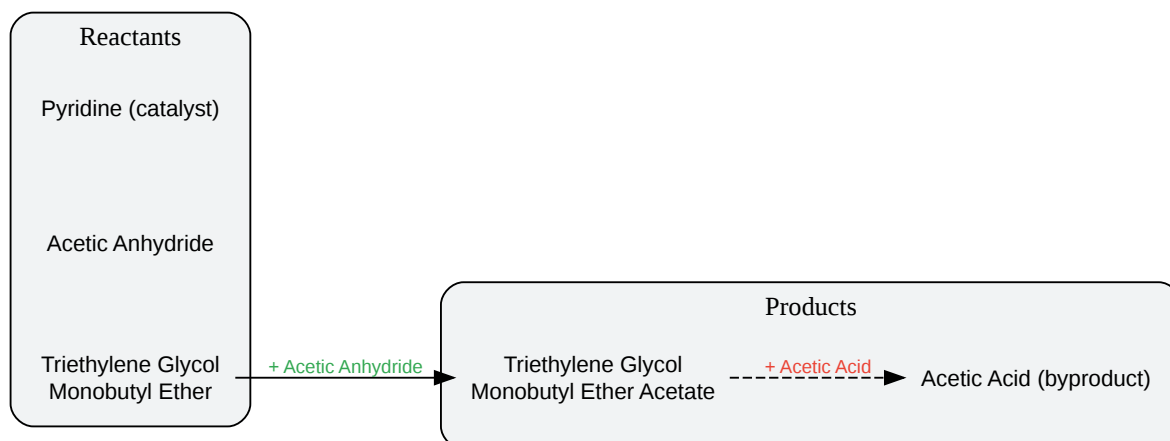 Reactants
Pyridine (catalyst)
Acetic Anhydride
Triethylene Glycol
Monobutyl Ether
+ Acetic Anhydride
Products
Triethylene Glycol
Monobutyl Ether Acetate
+ Acetic Acid
Acetic Acid (byproduct)